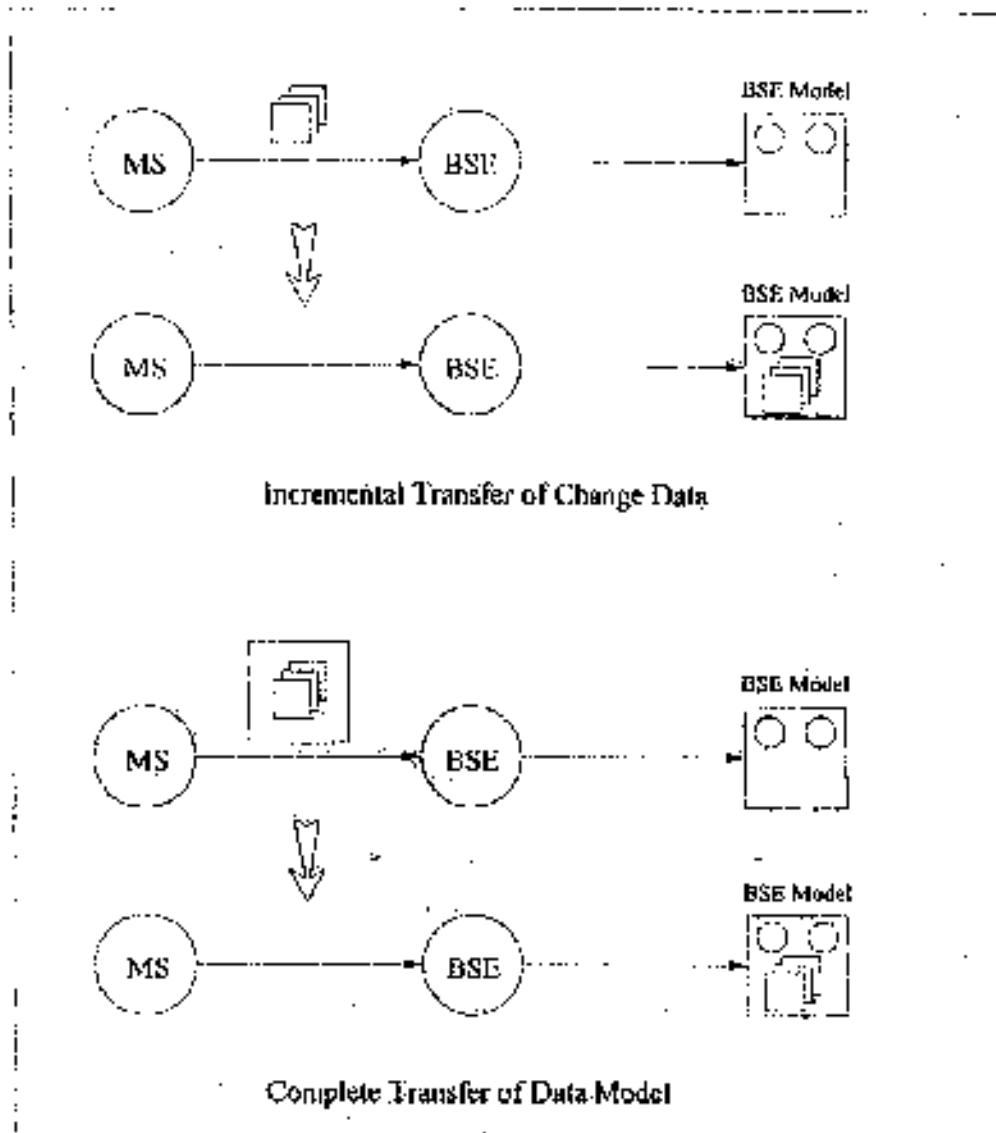 BSE Model
MS BSE
BSE Model
MS BSE
Incremental Transfer of Change Data
BSE Model
MS BSE
BSE Model
MS BSE
Complete Transfer of Data Model